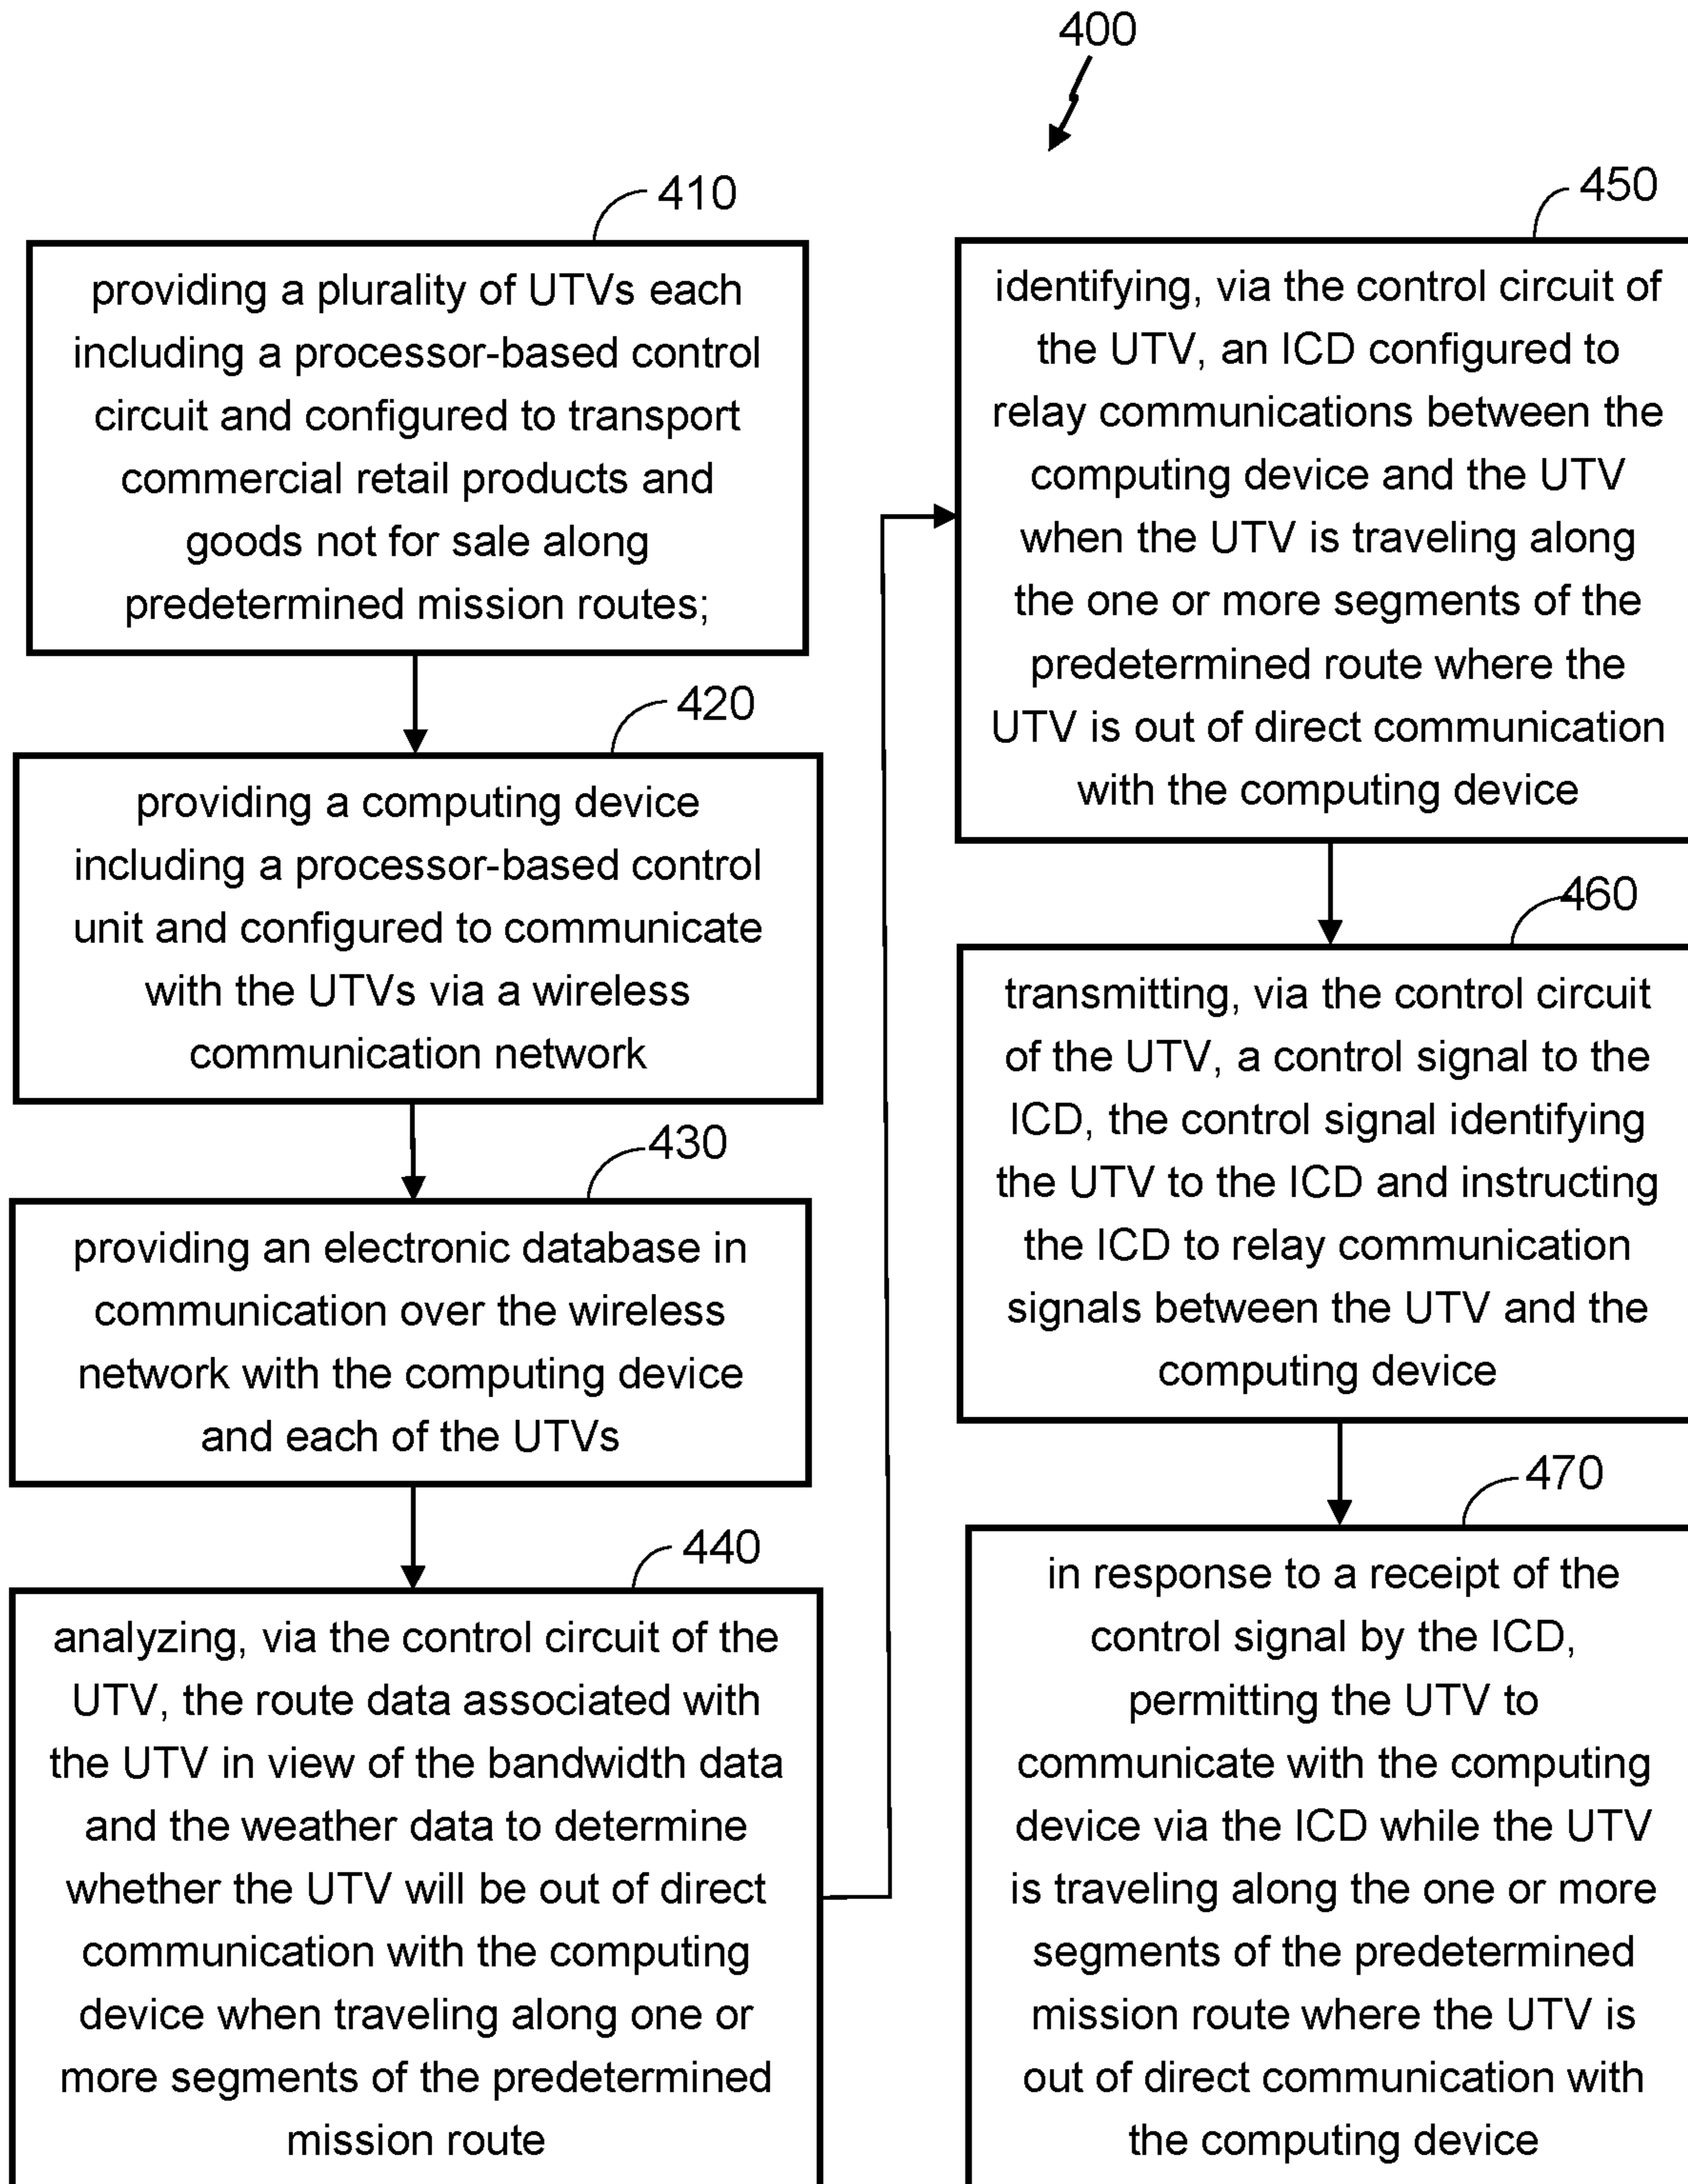 400
410
providing a plurality of UTVs each
including a processor-based control
circuit and configured to transport
commercial retail products and
goods not for sale along
predetermined mission routes;
420
providing a computing device
including a processor-based control
unit and configured to communicate
with the UTVs via a wireless
communication network
430
providing an electronic database in
communication over the wireless
network with the computing device
and each of the UTVs
440
analyzing, via the control circuit of the
UTV, the route data associated with
the UTV in view of the bandwidth data
and the weather data to determine
whether the UTV will be out of direct
communication with the computing
device when traveling along one or
more segments of the predetermined
mission route
450
identifying, via the control circuit of
the UTV, an ICD configured to
relay communications between the
computing device and the UTV
when the UTV is traveling along
the one or more segments of the
predetermined route where the
UTV is out of direct communication
with the computing device
460
transmitting, via the control circuit
of the UTV, a control signal to the
ICD, the control signal identifying
the UTV to the ICD and instructing
the ICD to relay communication
signals between the UTV and the
computing device
470
in response to a receipt of the
control signal by the ICD,
permitting the UTV to
communicate with the computing
device via the ICD while the UTV
is traveling along the one or more
segments of the predetermined
mission route where the UTV is
out of direct communication with
the computing device